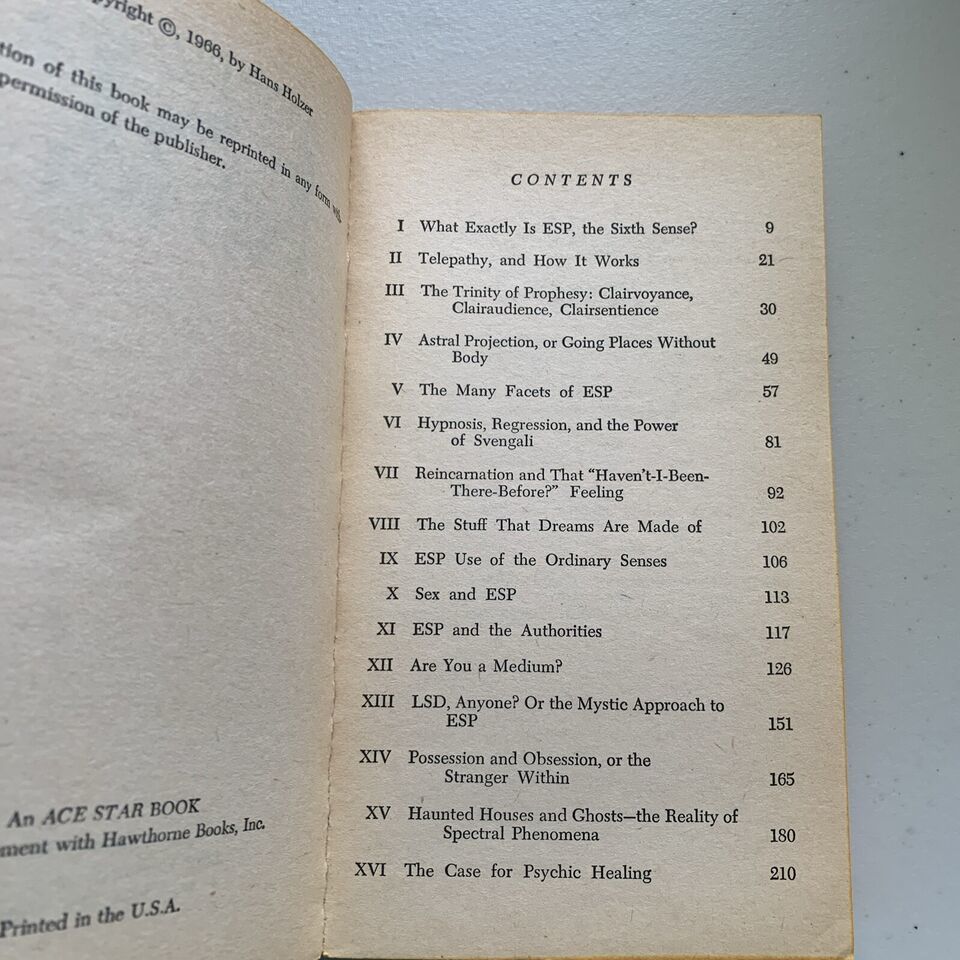 pyright ©, 1966, by Hans Holzer
tion of this book may be reprinted in any form
permission of the publisher.
An ACE STAR BOOK
ment with Hawthorne Books, Inc.
Printed in the U.S.A.
CONTENTS
I What Exactly Is ESP, the Sixth Sense? 9
II Telepathy, and How It Works 21
III The Trinity of Prophesy: Clairvoyance,
Clairaudience, Clairsentience 30
IV Astral Projection, or Going Places Without
Body 49
V The Many Facets of ESP 57
VI Hypnosis, Regression, and the Power
of Svengali 81
VII Reincarnation and That “Haven’t-I-Been-
There-Before?” Feeling 92
VIII The Stuff That Dreams Are Made of 102
IX ESP Use of the Ordinary Senses 106
X Sex and ESP 113
XI ESP and the Authorities 117
XII Are You a Medium? 126
XIII LSD, Anyone? Or the Mystic Approach to
ESP 151
XIV Possession and Obsession, or the
Stranger Within 165
XV Haunted Houses and Ghosts—the Reality of
Spectral Phenomena 180
XVI The Case for Psychic Healing 210